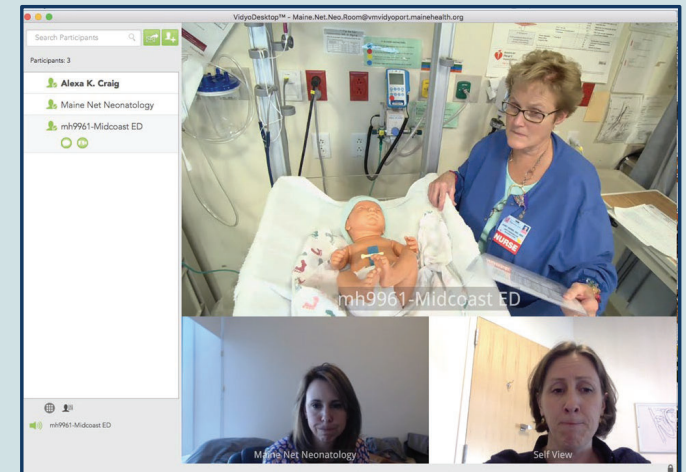 VidyoDesktop™ - Maine.Net.Neo.Room@vmvidyoport.mainehealth.org
Search Participants
Participants: 3
Alexa K. Craig
Maine Net Neonatology
mh9961-Midcoast ED
mh9961-Midcoast ED
NURSE
mh9961-Midcoast ED
Maine Net Neonatology
Self View